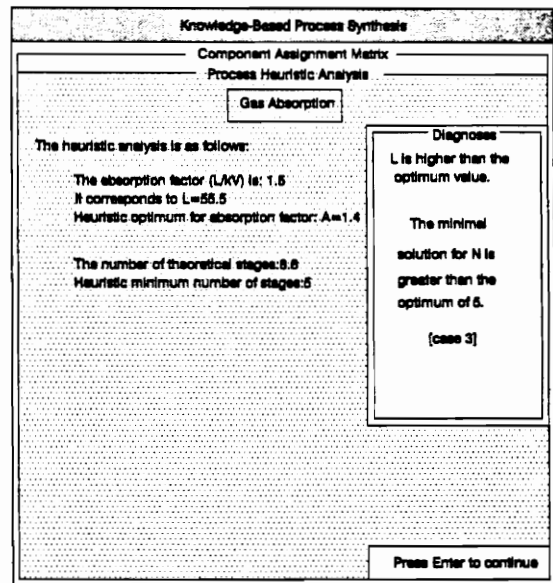 Knowledge-Based Process Synthesis
Component Assignment Matrix
Process Heuristic Analysis
Gas Absorption
The heuristic analysis is as follows:
The absorption factor (L/kV) is: 1.5
It corresponds to L=55.5
Heuristic optimum for absorption factor: A=1.4
The number of theoretical stages:
Heuristic minimum number of stages:5
Diagnoses
L is higher than the
optimum value.
The minimal
solution for N is
greater than the
optimum of 5.
[case 3]
Press Enter to continue